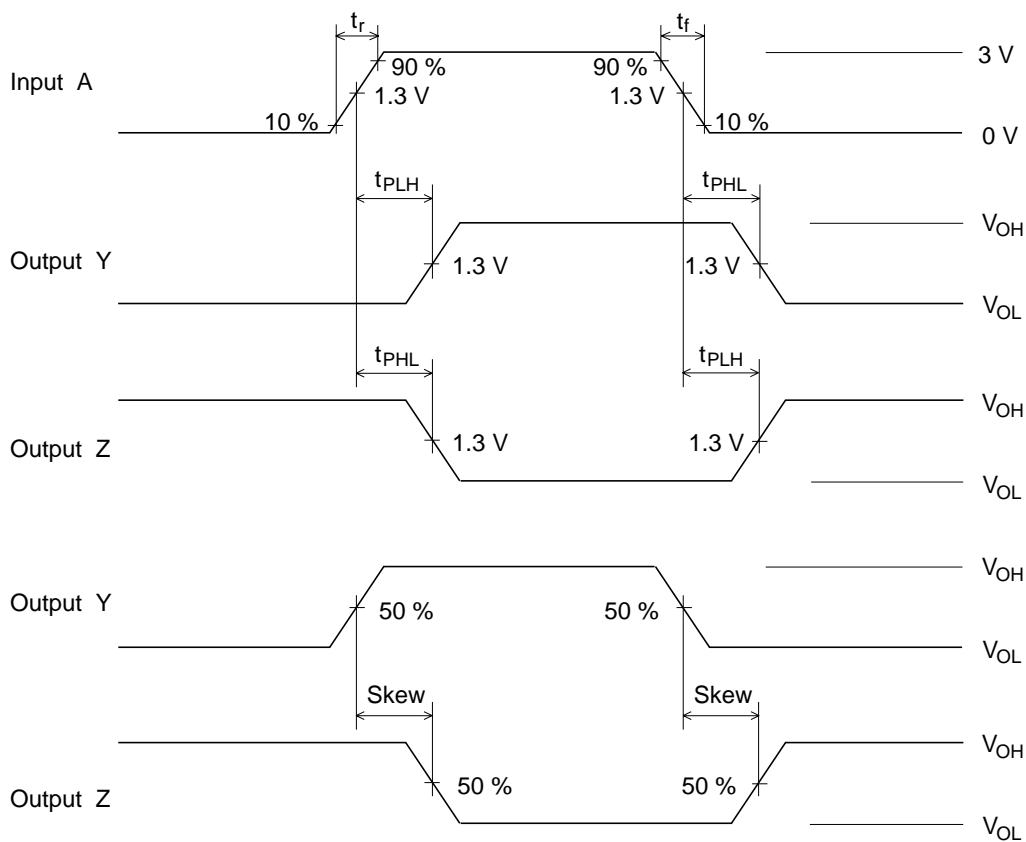 tr tf
3 V
Input A 90 % 90 %
1.3 V 1.3 V
10 % 10 %
0 V
tPLH tPHL
VOH
Output Y 1.3 V 1.3 V
VOL
tPHL tPLH
VOH
Output Z 1.3 V 1.3 V
VOL
VOH
Output Y 50 % 50 %
VOL
Skew Skew
VOH
Output Z 50 % 50 %
VOL